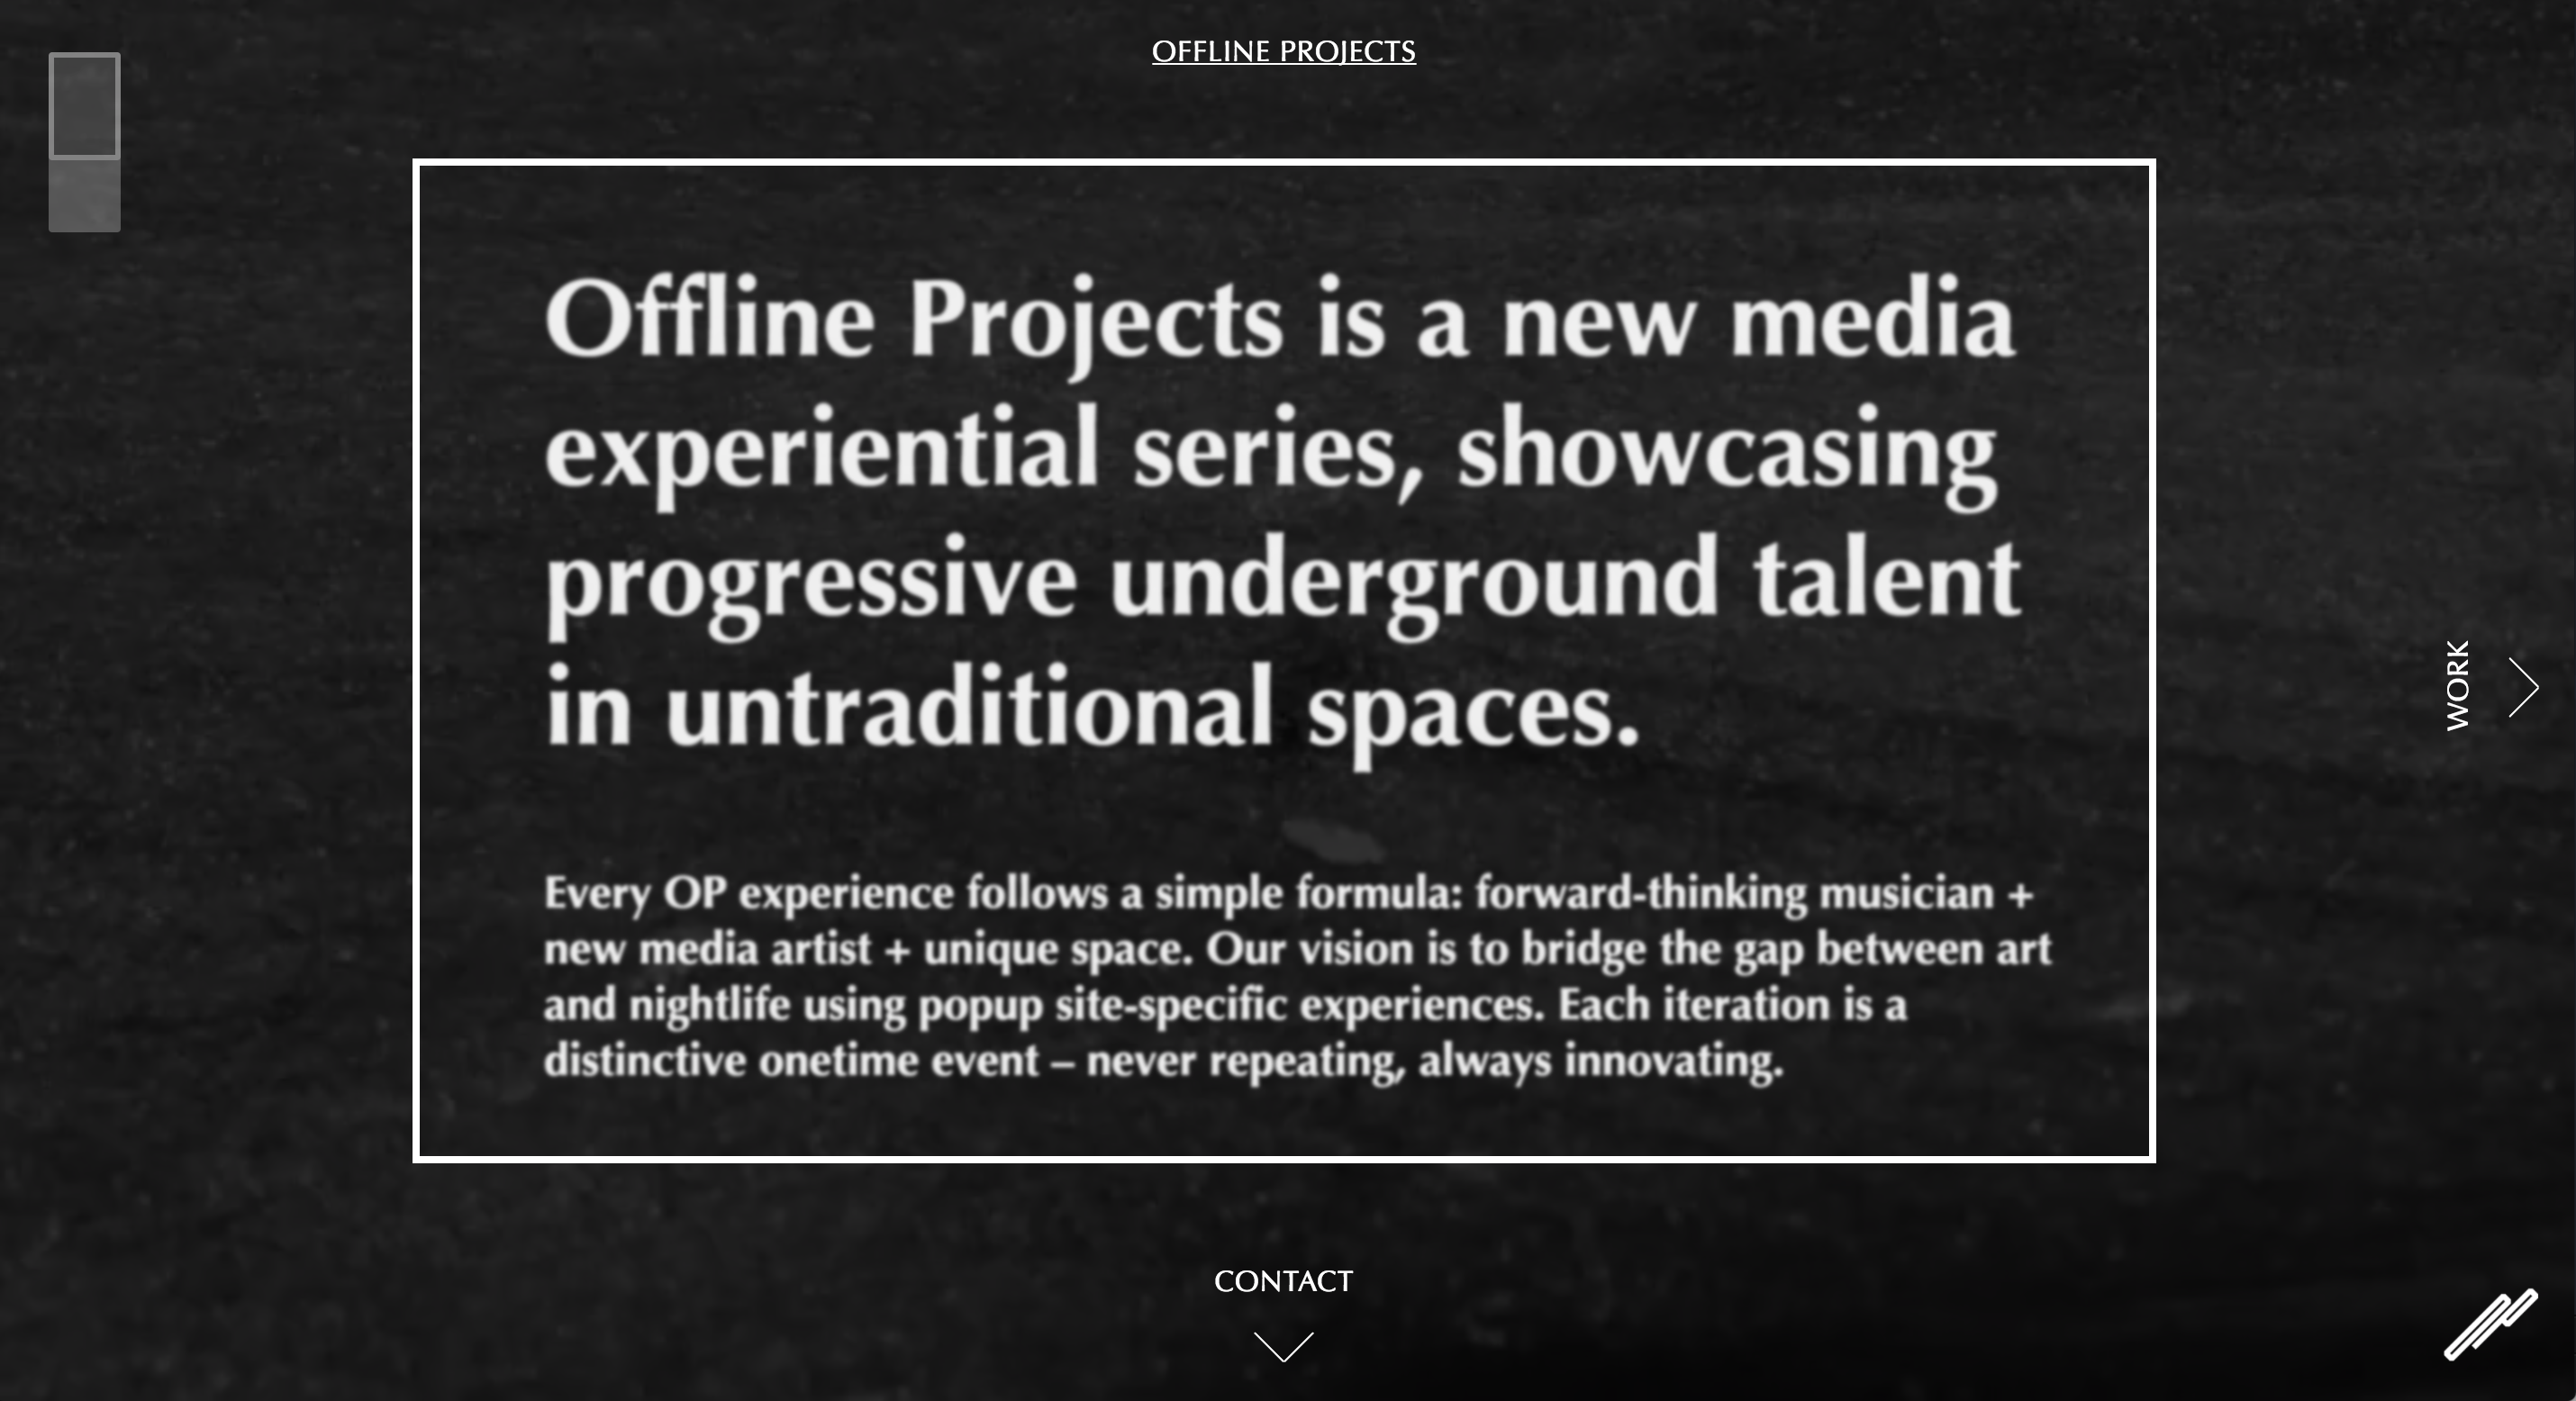 OFFLINE PROJECTS
Offline Projects is a new media
experiential series, showcasing
progressive underground talent
in untraditional spaces.
Every OP experience follows a simple formula: forward-thinking musician +
new media artist + unique space. Our vision is to bridge the gap between art
and nightlife using popup site-specific experiences. Each iteration is a
distinctive onetime event – never repeating, always innovating.
WORK
CONTACT